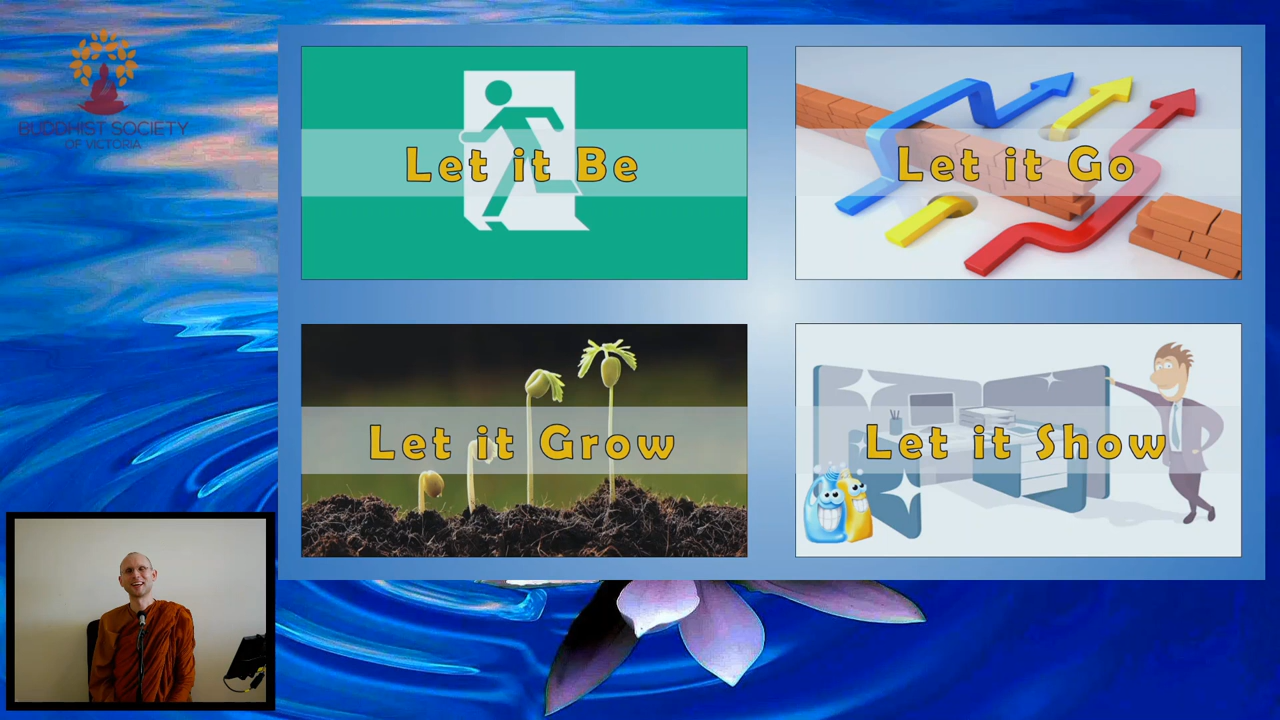 BUDDHIST SOCIETY
OF VICTORIA
Let it Be
Let it Go
Let it Grow
Let it Show